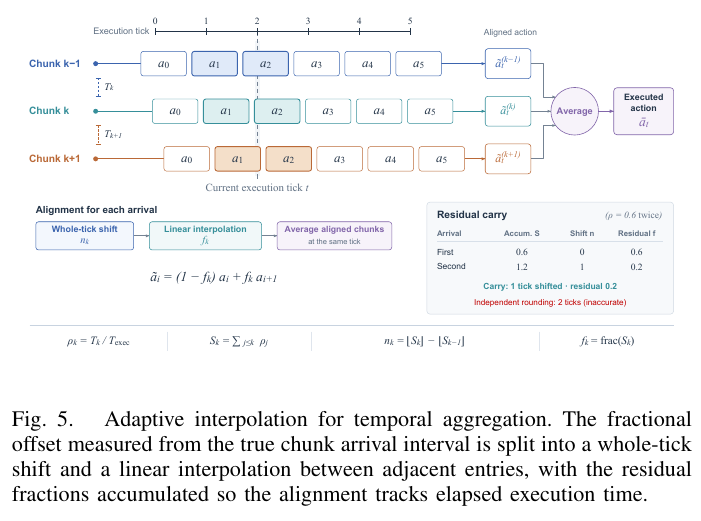 Execution tick 0 1 2 3 4 5
Aligned action
Chunk k−1 a₀ a₁ a₂ a₃ a₄ a₅ ãₜ⁽ᵏ⁻¹⁾
Tₖ
Chunk k a₀ a₁ a₂ a₃ a₄ a₅ ãₜ⁽ᵏ⁾ Average Executed action ãₜ
Tₖ₊₁
Chunk k+1 a₀ a₁ a₂ a₃ a₄ a₅ ãₜ⁽ᵏ⁺¹⁾
Current execution tick t
Alignment for each arrival
Whole-tick shift nₖ
Linear interpolation fₖ
Average aligned chunks
at the same tick
ãᵢ = (1 − fₖ) aᵢ + fₖ aᵢ₊₁
Residual carry (ρ = 0.6 twice)
Arrival Accum. S Shift n Residual f
First 0.6 0 0.6
Second 1.2 1 0.2
Carry: 1 tick shifted · residual 0.2
Independent rounding: 2 ticks (inaccurate)
ρₖ = Tₖ / T_exec Sₖ = ∑ j≤k ρⱼ nₖ = ⌊Sₖ⌋ − ⌊Sₖ₋₁⌋ fₖ = frac(Sₖ)
Fig. 5. Adaptive interpolation for temporal aggregation. The fractional
offset measured from the true chunk arrival interval is split into a whole-tick
shift and a linear interpolation between adjacent entries, with the residual
fractions accumulated so the alignment tracks elapsed execution time.